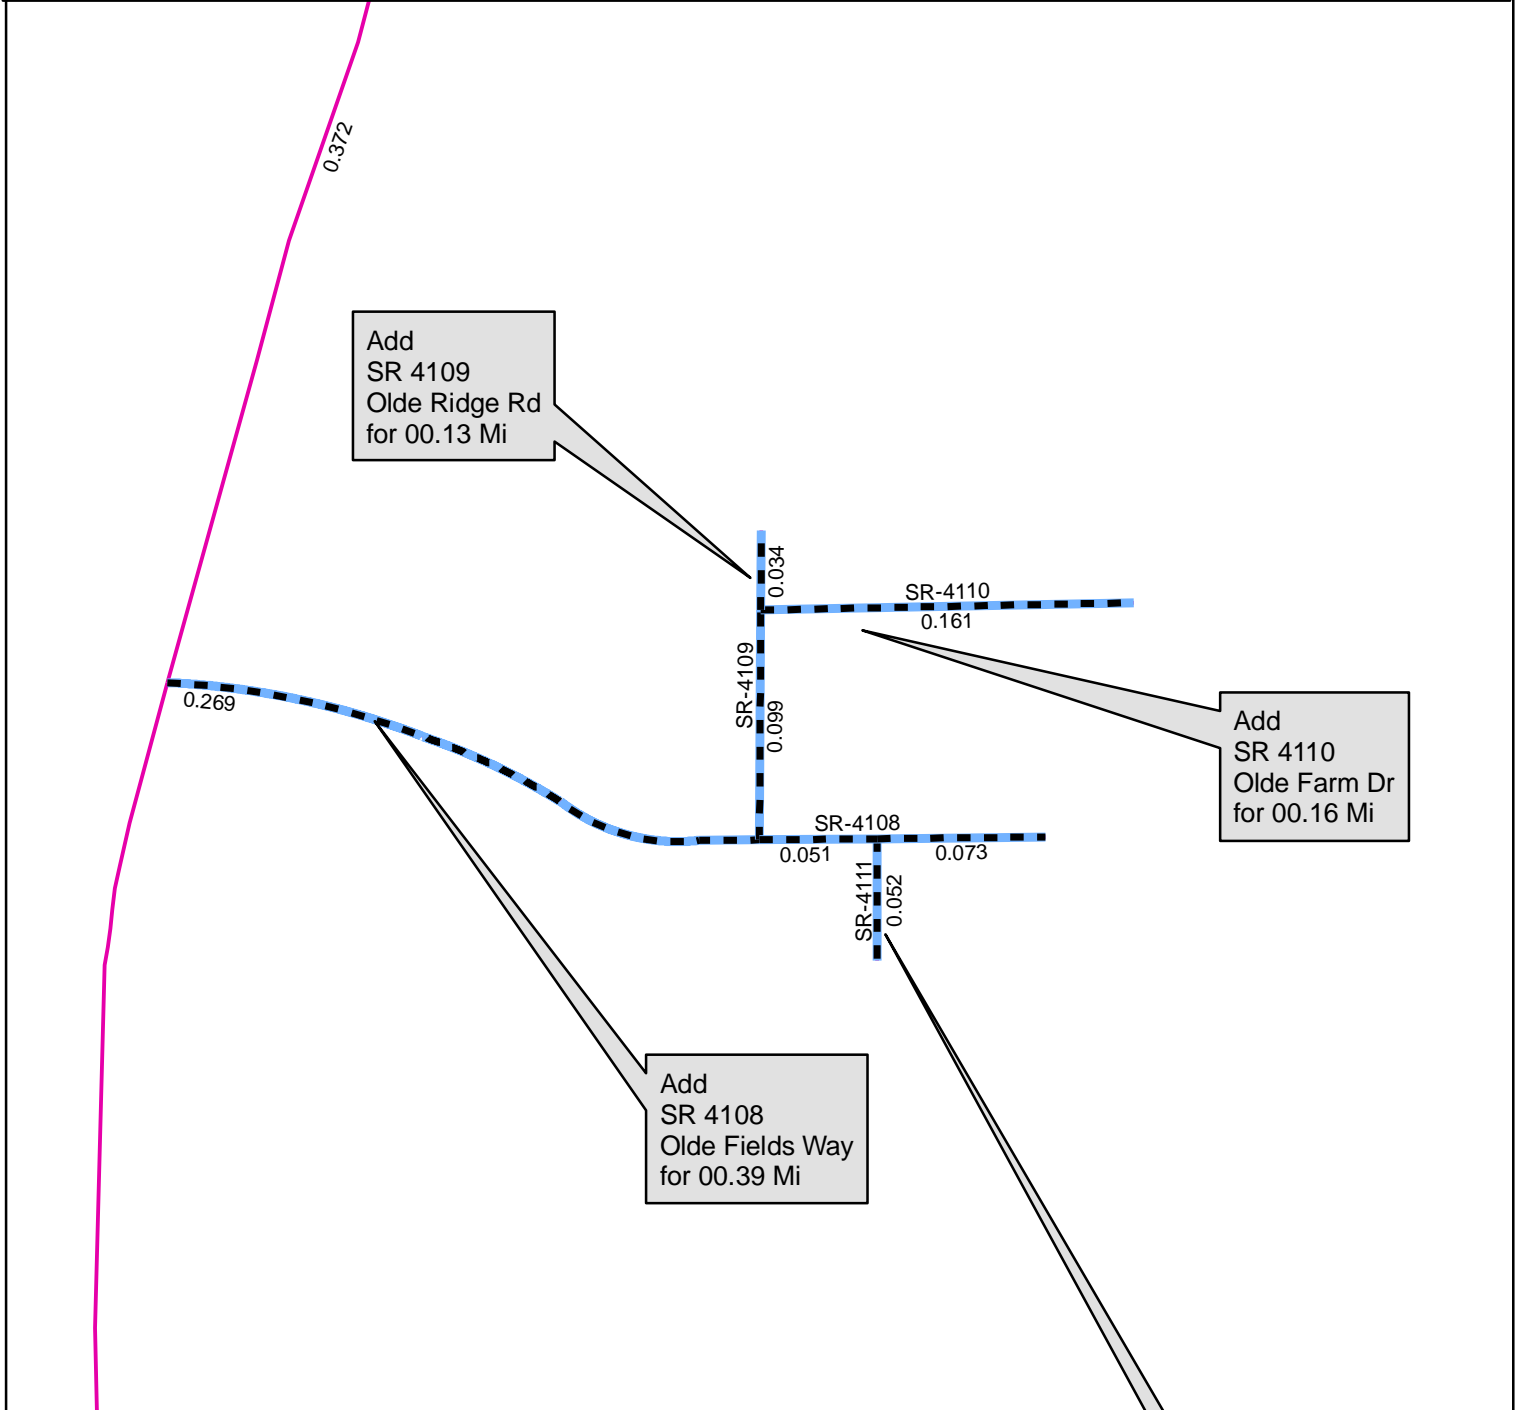 0.372
Add
SR 4109
Olde Ridge Rd
for 00.13 Mi
0.034
SR-4110
0.161
SR-4109
0.099
0.269
Add
SR 4110
Olde Farm Dr
for 00.16 Mi
SR-4108
0.051
0.073
SR-4111
0.052
Add
SR 4108
Olde Fields Way
for 00.39 Mi